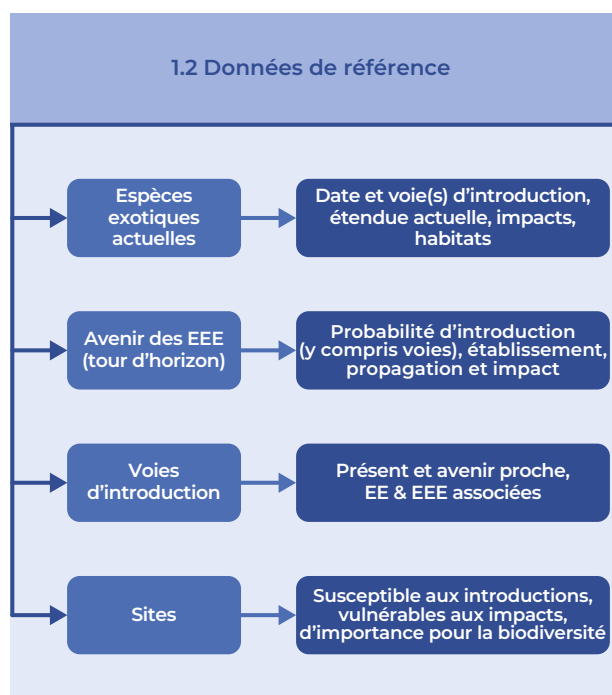 1.2 Données de référence
Espèces
exotiques
actuelles
Date et voie(s) d’introduction,
étendue actuelle, impacts,
habitats
Avenir des EEE
(tour d’horizon)
Probabilité d’introduction
(y compris voies), établissement,
propagation et impact
Voies
d’introduction
Présent et avenir proche,
EE & EEE associées
Sites
Susceptible aux introductions,
vulnérables aux impacts,
d’importance pour la biodiversité